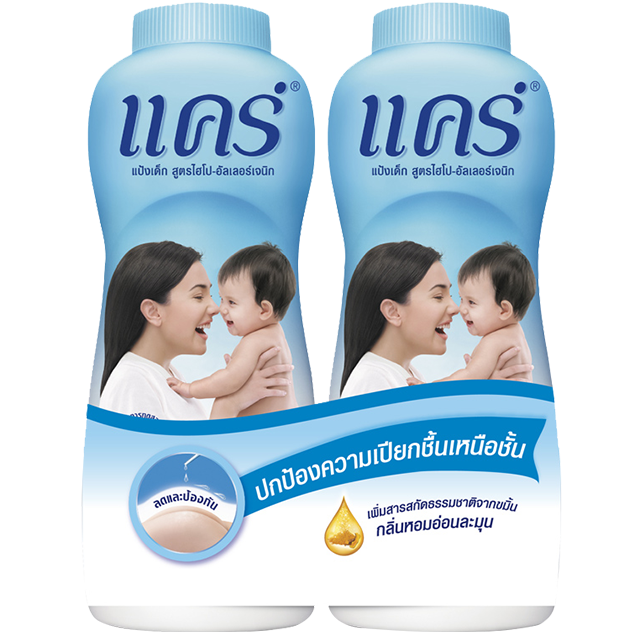 แคร์®
แป้งเด็ก สูตรไฮโป-อัลเลอร์เจนิก
แคร์®
แป้งเด็ก สูตรไฮโป-อัลเลอร์เจนิก
ปกป้องความเปียกชื้นเหนือชั้น
ลดและป้องกัน
เพิ่มสารสกัดธรรมชาติจากขมิ้น
กลิ่นหอมอ่อนละมุน